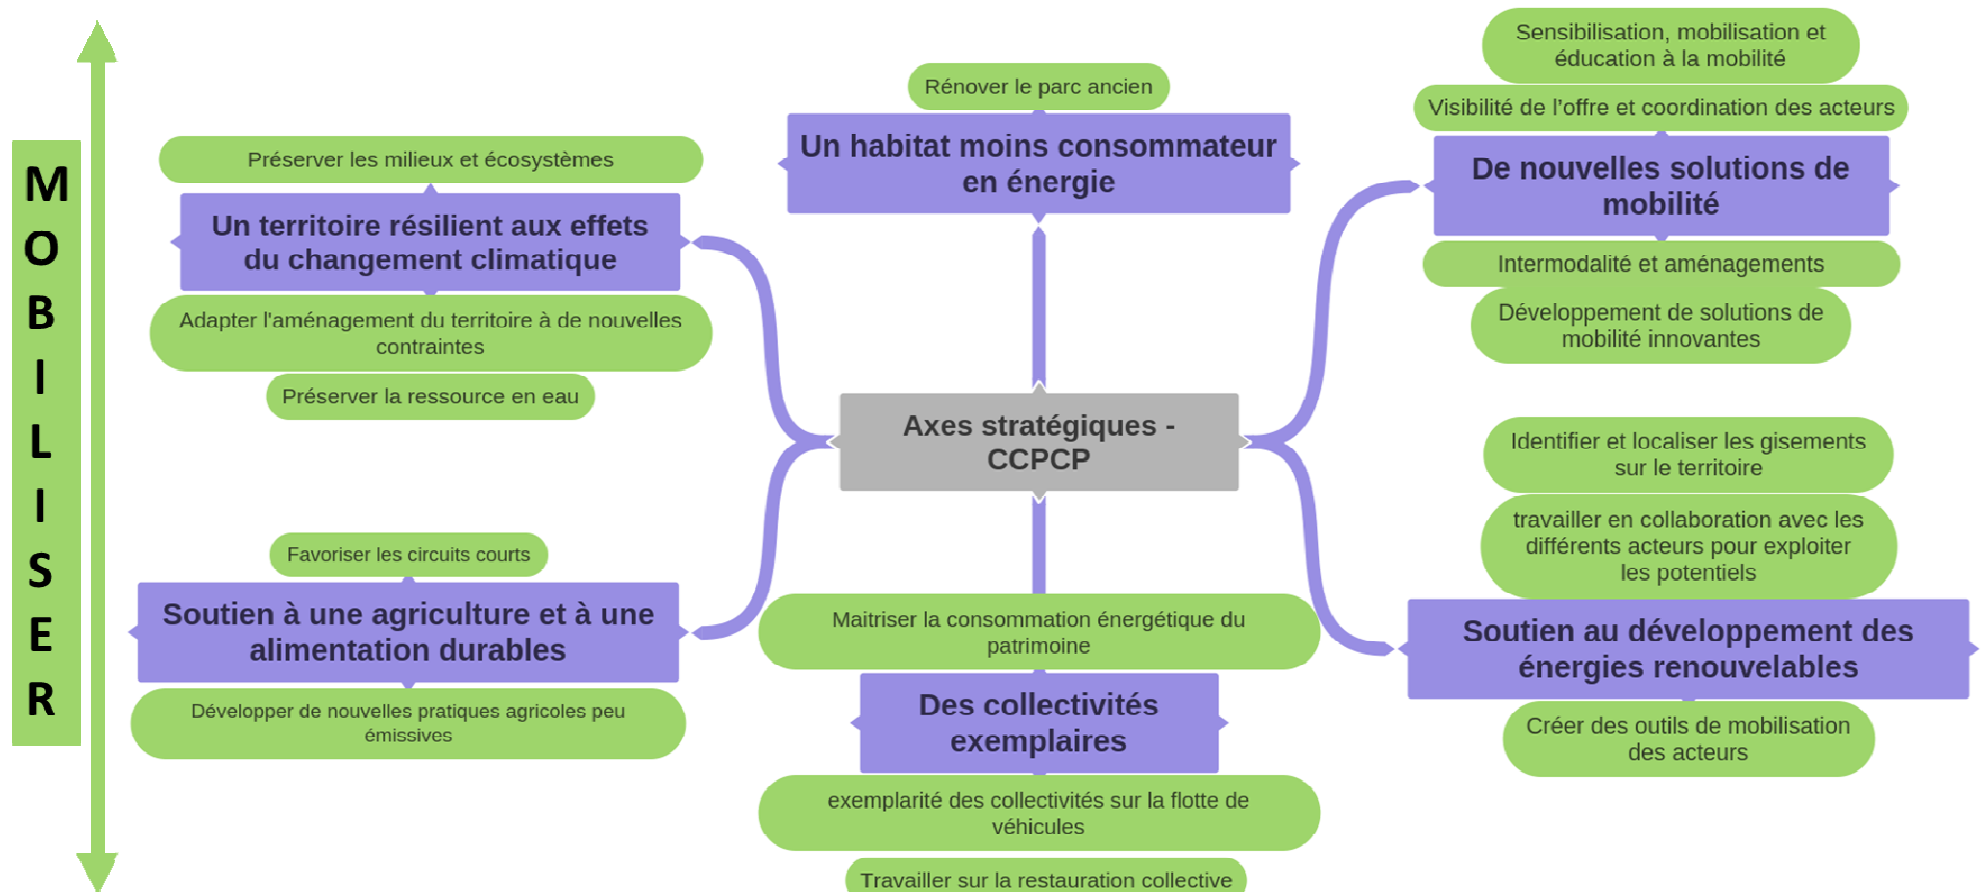 MOBILISER
Préserver les milieux et écosystèmes
Un territoire résilient aux effets
du changement climatique
Adapter l'aménagement du territoire à de nouvelles
contraintes
Préserver la ressource en eau
Favoriser les circuits courts
Soutien à une agriculture et à une
alimentation durables
Développer de nouvelles pratiques agricoles peu
émissives
Rénover le parc ancien
Un habitat moins consommateur
en énergie
Axes stratégiques -
CCPCP
Maitriser la consommation énergétique du
patrimoine
Des collectivités
exemplaires
exemplarité des collectivités sur la flotte de
véhicules
Travailler sur la restauration collective
Sensibilisation, mobilisation et
éducation à la mobilité
Visibilité de l'offre et coordination des acteurs
De nouvelles solutions de
mobilité
Intermodalité et aménagements
Développement de solutions de
mobilité innovantes
Identifier et localiser les gisements
sur le territoire
travailler en collaboration avec les
différents acteurs pour exploiter
les potentiels
Soutien au développement des
énergies renouvelables
Créer des outils de mobilisation
des acteurs